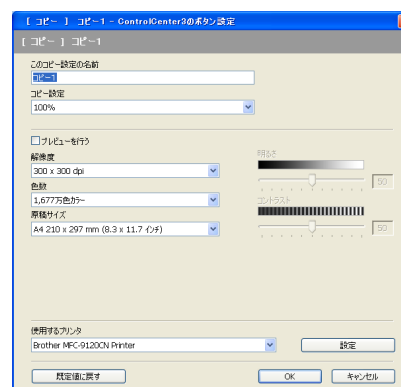 [ コピー ] コピー1 - ControlCenter3のボタン設定
[ コピー ] コピー1
このコピー設定の名前
コピー1
コピー設定
100%
プレビューを行う
解像度
300 x 300 dpi
色数
1,677万色カラー
原稿サイズ
A4 210 x 297 mm (8.3 x 11.7 インチ)
明るさ
50
コントラスト
50
使用するプリンタ
Brother MFC-9120CN Printer
設定
既定値に戻す
OK
キャンセル